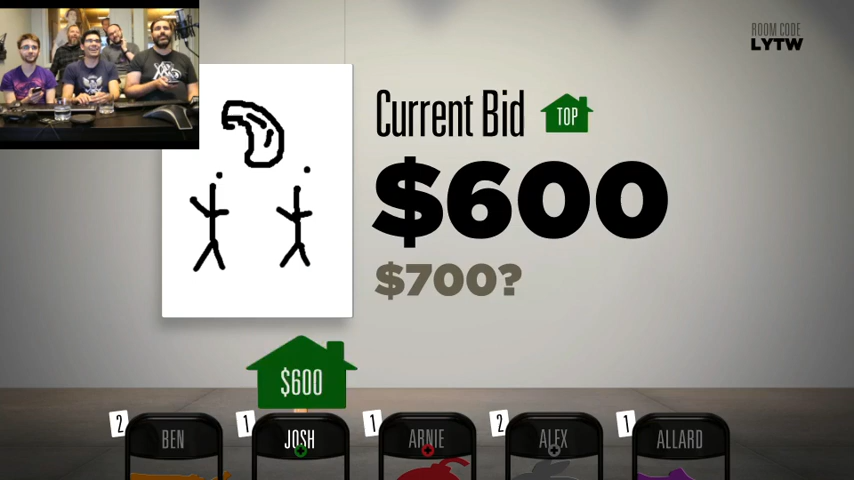 ROOM CODE
LYTW
Current Bid
TOP
$600
$700?
$600
2 BEN
1 JOSH
1 ARNIE
2 ALEX
1 ALLARD